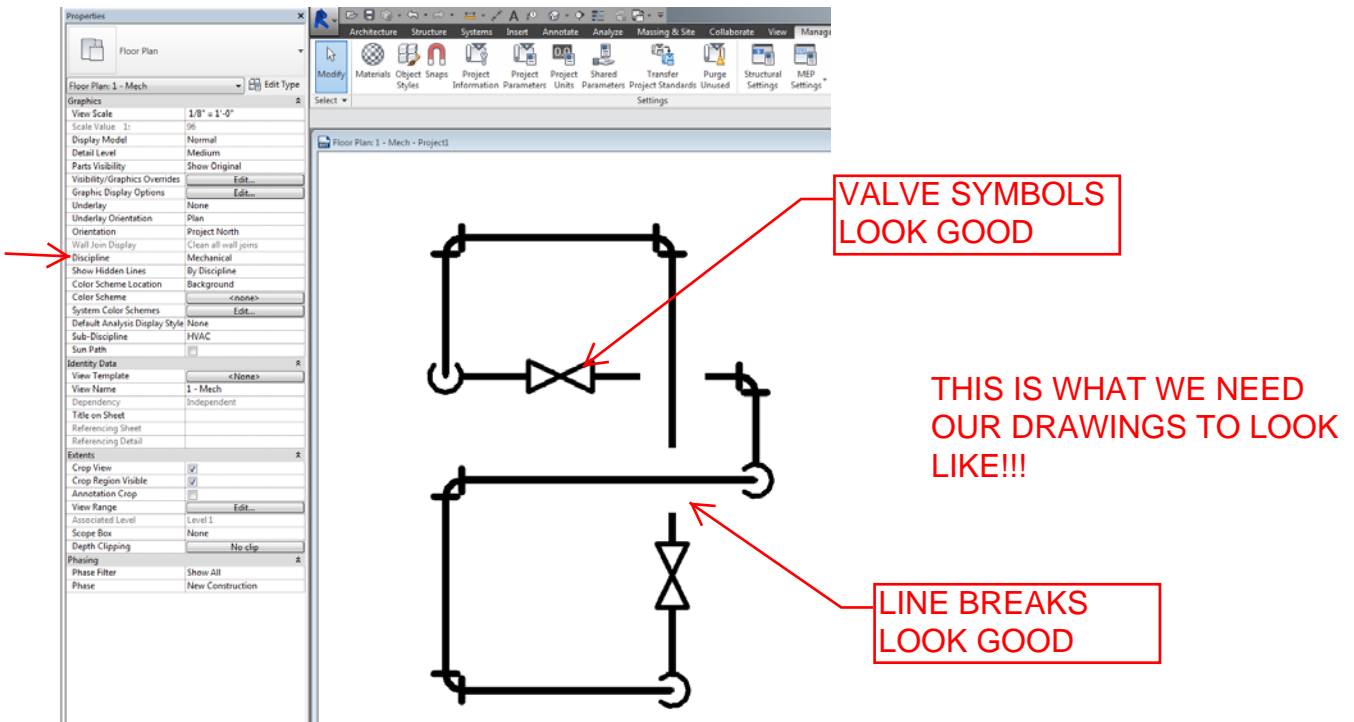 Properties
Floor Plan
Floor Plan: 1 - Mech
Edit Type
Graphics
View Scale 1/8" = 1'-0"
Scale Value 1: 96
Display Model Normal
Detail Level Medium
Parts Visibility Show Original
Visibility/Graphics Overrides Edit...
Graphic Display Options Edit...
Underlay None
Underlay Orientation Plan
Orientation Project North
Wall Join Display Clean all wall joins
Discipline Mechanical
Show Hidden Lines By Discipline
Color Scheme Location Background
Color Scheme <none>
System Color Schemes Edit...
Default Analysis Display Style None
Sub-Discipline HVAC
Sun Path
Identity Data
View Template <None>
View Name 1 - Mech
Dependency Independent
Title on Sheet
Referencing Sheet
Referencing Detail
Extents
Crop View
Crop Region Visible
Annotation Crop
View Range Edit...
Associated Level Level 1
Scope Box None
Depth Clipping No clip
Phasing
Phase Filter Show All
Phase New Construction
Architecture Structure Systems Insert Annotate Analyze Massing & Site Collaborate View Manag
Modify
Materials
Object Styles
Snaps
Project Information
Project Parameters
Project Units
Shared Parameters
Transfer Project Standards
Purge Unused
Structural Settings
MEP Settings
Select
Settings
Floor Plan: 1 - Mech - Project1
VALVE SYMBOLS
LOOK GOOD
THIS IS WHAT WE NEED
OUR DRAWINGS TO LOOK
LIKE!!!
LINE BREAKS
LOOK GOOD